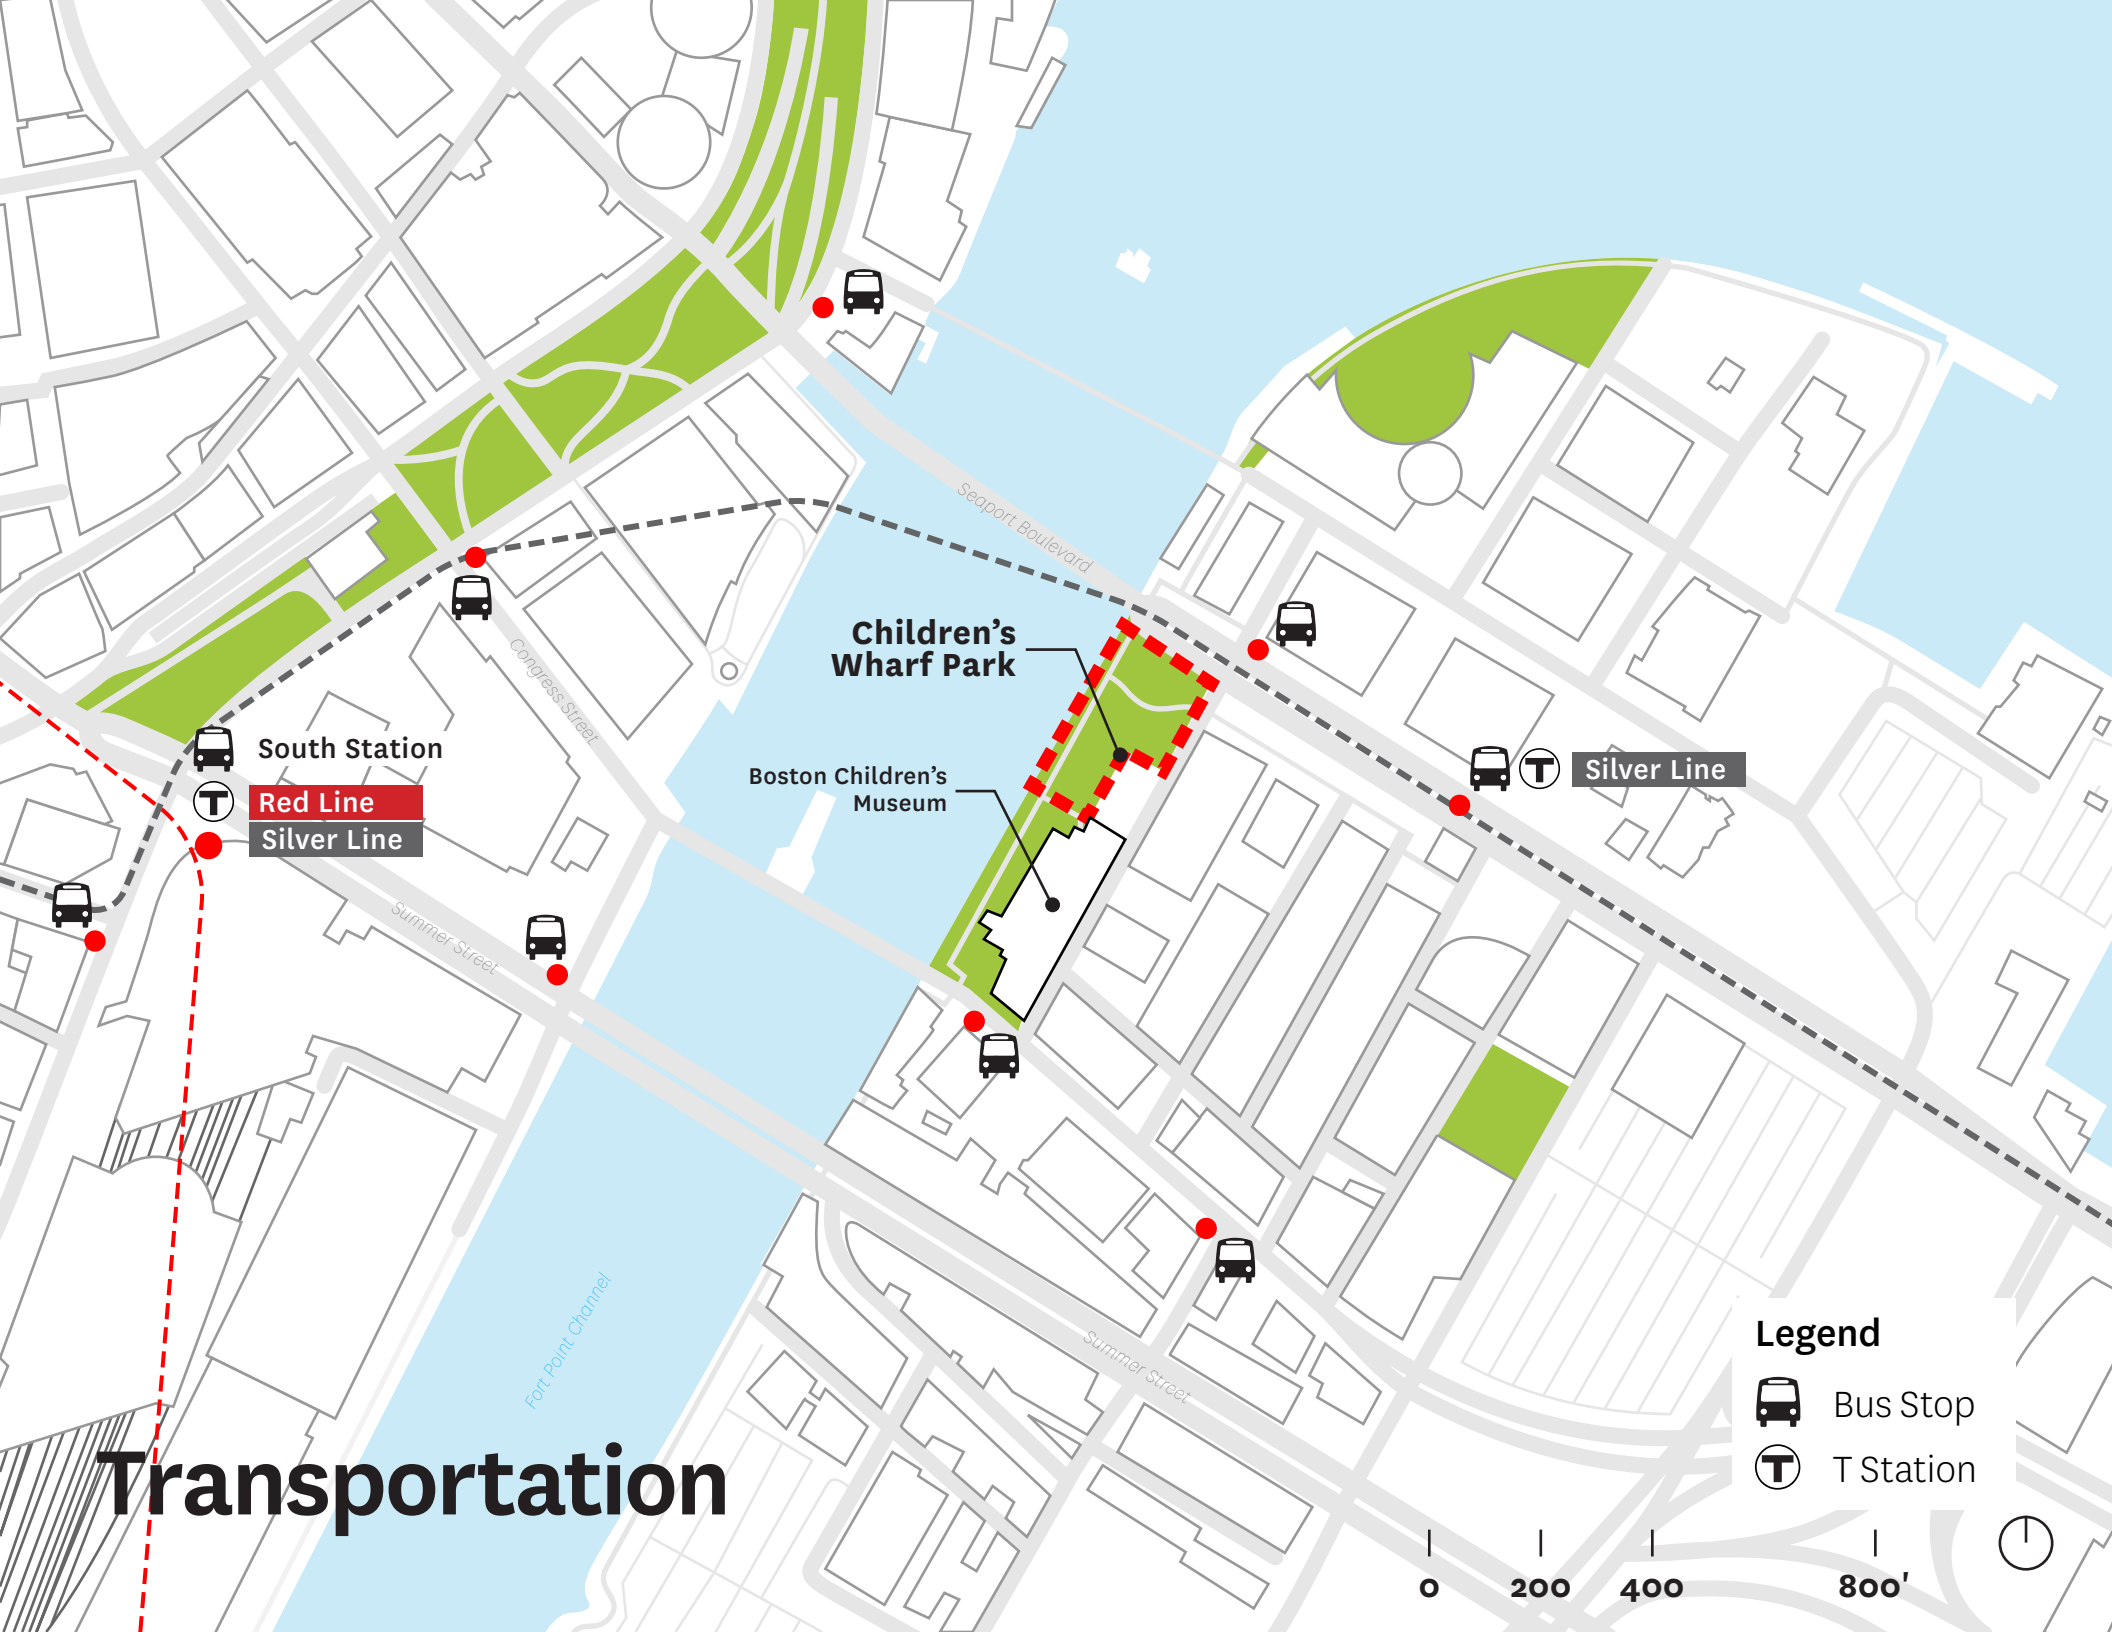 Seaport Boulevard
Children's
Wharf Park
Congress Street
South Station
Red Line
Silver Line
Boston Children's
Museum
Silver Line
Summer Street
Fort Point Channel
Summer Street
Transportation
Legend
Bus Stop
T
T Station
0 200 400 800'